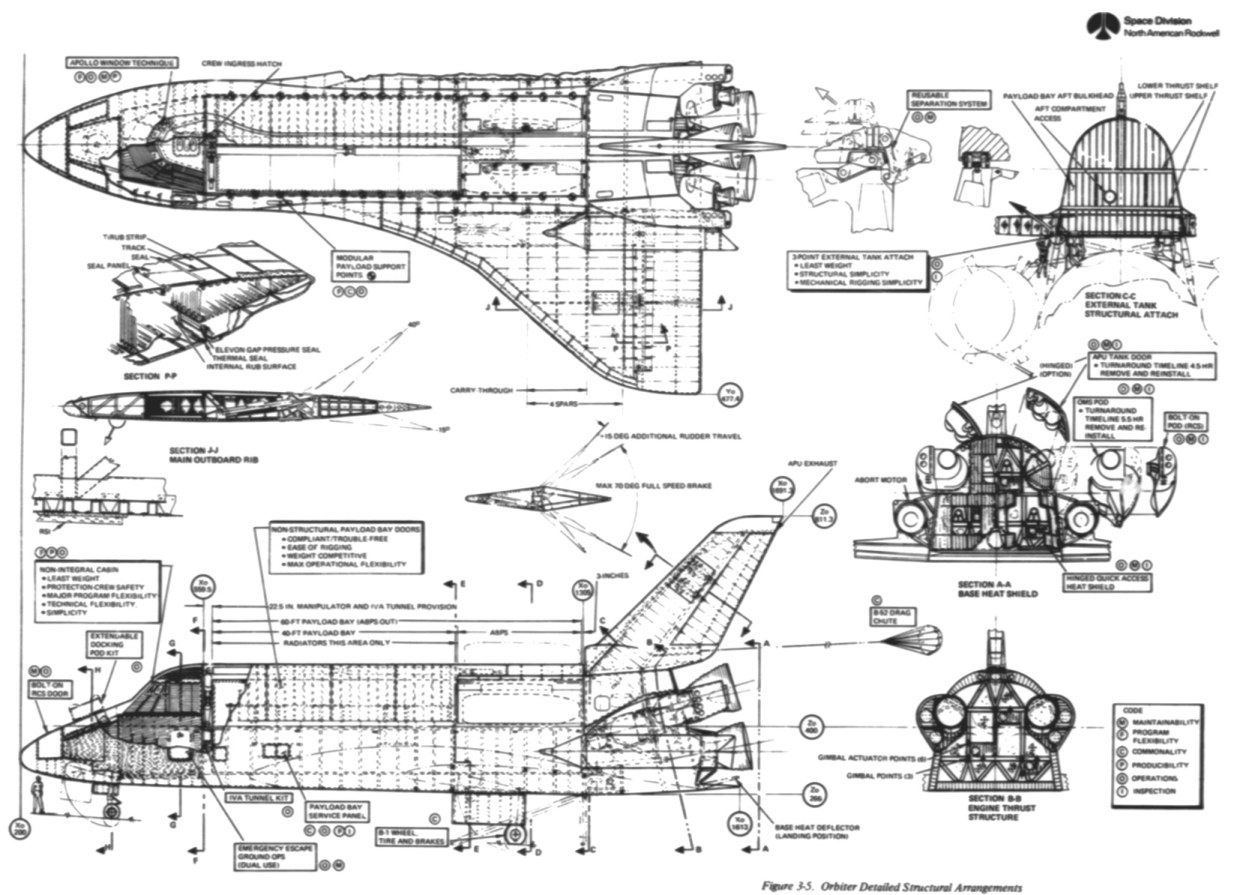 Space Division
North American Rockwell
APOLLO WINDOW TECHNIQUE
F O M P
CREW INGRESS HATCH
REUSABLE
SEPARATION SYSTEM
O M
PAYLOAD BAY AFT BULKHEAD
LOWER THRUST SHELF
UPPER THRUST SHELF
AFT COMPARTMENT
ACCESS
T-RUB STRIP
TRACK
SEAL
SEAL PANEL
MODULAR
PAYLOAD SUPPORT
POINTS
F C O
3-POINT EXTERNAL TANK ATTACH
• LEAST WEIGHT
• STRUCTURAL SIMPLICITY
• MECHANICAL RIGGING SIMPLICITY
SECTION C-C
EXTERNAL TANK
STRUCTURAL ATTACH
J
J
P
P
ELEVON GAP PRESSURE SEAL
THERMAL SEAL
INTERNAL RUB SURFACE
SECTION P-P
40°
-15°
CARRY-THROUGH
4 SPARS
Yo
477.4
O M I
(HINGED)
(OPTION)
APU TANK DOOR
• TURNAROUND TIMELINE 4.5-HR
REMOVE AND REINSTALL
O M I
OMS POD
• TURNAROUND
TIMELINE 5.5-HR
REMOVE AND RE-
INSTALL
BOLT-ON
POD (RCS)
O M I
SECTION J-J
MAIN OUTBOARD RIB
RSI
~15 DEG ADDITIONAL RUDDER TRAVEL
MAX 70 DEG FULL SPEED BRAKE
APU EXHAUST
ABORT MOTOR
Xo
1691.3
Zo
811.3
SECTION A-A
BASE HEAT SHIELD
O M I
HINGED QUICK ACCESS
HEAT SHIELD
NON-STRUCTURAL PAYLOAD BAY DOORS
• COMPLIANT/TROUBLE-FREE
• EASE OF RIGGING
• WEIGHT COMPETITIVE
• MAX OPERATIONAL FLEXIBILITY
F P O
NON-INTEGRAL CABIN
• LEAST WEIGHT
• PROTECTION-CREW SAFETY
• MAJOR PROGRAM FLEXIBILITY
• TECHNICAL FLEXIBILITY
• SIMPLICITY
EXTENDABLE
DOCKING
POD KIT
O
M O
BOLT-ON
RCS DOOR
Xo
22.5 IN. MANIPULATOR AND IVA TUNNEL PROVISION
60-FT PAYLOAD BAY (ABPS OUT)
40-FT PAYLOAD BAY
ABPS
RADIATORS THIS AREA ONLY
E
D
Xo
1305
3-INCHES
C
B
A
C
B-52 DRAG
CHUTE
H
G
F
Zo
400
Zo
Xo
1613
Xo
200
IVA TUNNEL KIT
O
PAYLOAD BAY
SERVICE PANEL
C O P I
C
B-1 WHEEL
TIRE AND BRAKES
EMERGENCY ESCAPE
GROUND OPS
(DUAL USE)
O M
H
G
F
E
D
C
B
A
BASE HEAT DEFLECTOR
(LANDING POSITION)
GIMBAL ACTUATOR POINTS (6)
GIMBAL POINTS (3)
SECTION B-B
ENGINE THRUST
STRUCTURE
CODE
M MAINTAINABILITY
F PROGRAM
FLEXIBILITY
C COMMONALITY
P PRODUCIBILITY
O OPERATIONS
I INSPECTION
Figure 3-5. Orbiter Detailed Structural Arrangements